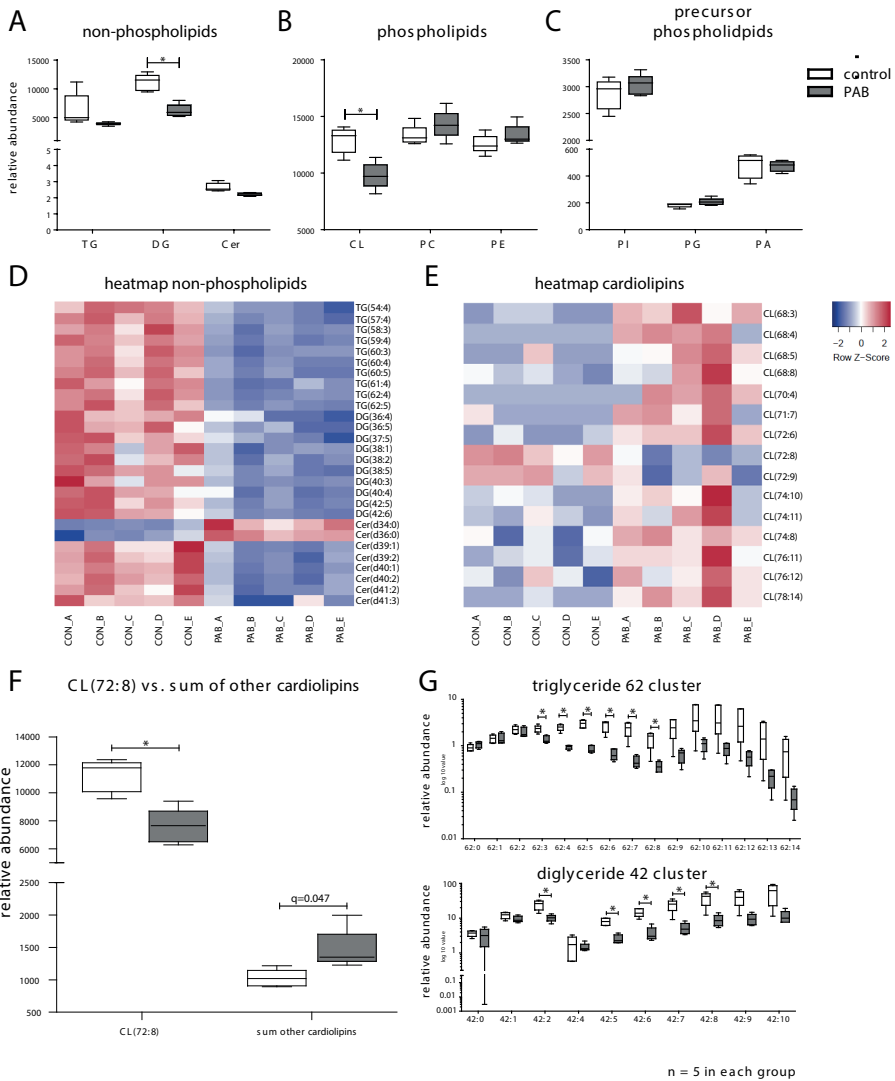 A
non-phospholipids
B
phospholipids
C
precursor
phospholidpids
control
PAB
relative abundance
15000
10000
5000
5
4
3
2
1
0
*
TG
DG
Cer
20000
15000
10000
5000
*
CL
PC
PE
3500
3000
2500
2000
600
400
200
0
PI
PG
PA
D
heatmap non-phospholipids
TG(54:4)
TG(57:4)
TG(58:3)
TG(59:4)
TG(60:3)
TG(60:4)
TG(60:5)
TG(61:4)
TG(62:4)
TG(62:5)
DG(36:4)
DG(36:5)
DG(37:5)
DG(38:1)
DG(38:2)
DG(38:5)
DG(40:3)
DG(40:4)
DG(42:5)
DG(42:6)
Cer(d34:0)
Cer(d36:0)
Cer(d39:1)
Cer(d39:2)
Cer(d40:1)
Cer(d40:2)
Cer(d41:2)
Cer(d41:3)
CON_A
CON_B
CON_C
CON_D
CON_E
PAB_A
PAB_B
PAB_C
PAB_D
PAB_E
E
heatmap cardiolipins
CL(68:3)
CL(68:4)
CL(68:5)
CL(68:8)
CL(70:4)
CL(71:7)
CL(72:6)
CL(72:8)
CL(72:9)
CL(74:10)
CL(74:11)
CL(74:8)
CL(76:11)
CL(76:12)
CL(78:14)
CON_A
CON_B
CON_C
CON_D
CON_E
PAB_A
PAB_B
PAB_C
PAB_D
PAB_E
-2 0 2
Row Z-Score
F
CL(72:8) vs. sum of other cardiolipins
relative abundance
14000
12000
10000
8000
6000
2500
2000
1500
1000
500
*
q=0.047
CL(72:8)
sum other cardiolipins
G
triglyceride 62 cluster
relative abundance
log 10 value
10
1
0.1
0.01
* * * * * *
62:0 62:1 62:2 62:3 62:4 62:5 62:6 62:7 62:8 62:9 62:10 62:11 62:12 62:13 62:14
diglyceride 42 cluster
relative abundance
log 10 value
100
10
1
0.1
0.01
0.001
* * * * *
42:0 42:1 42:2 42:4 42:5 42:6 42:7 42:8 42:9 42:10
n = 5 in each group